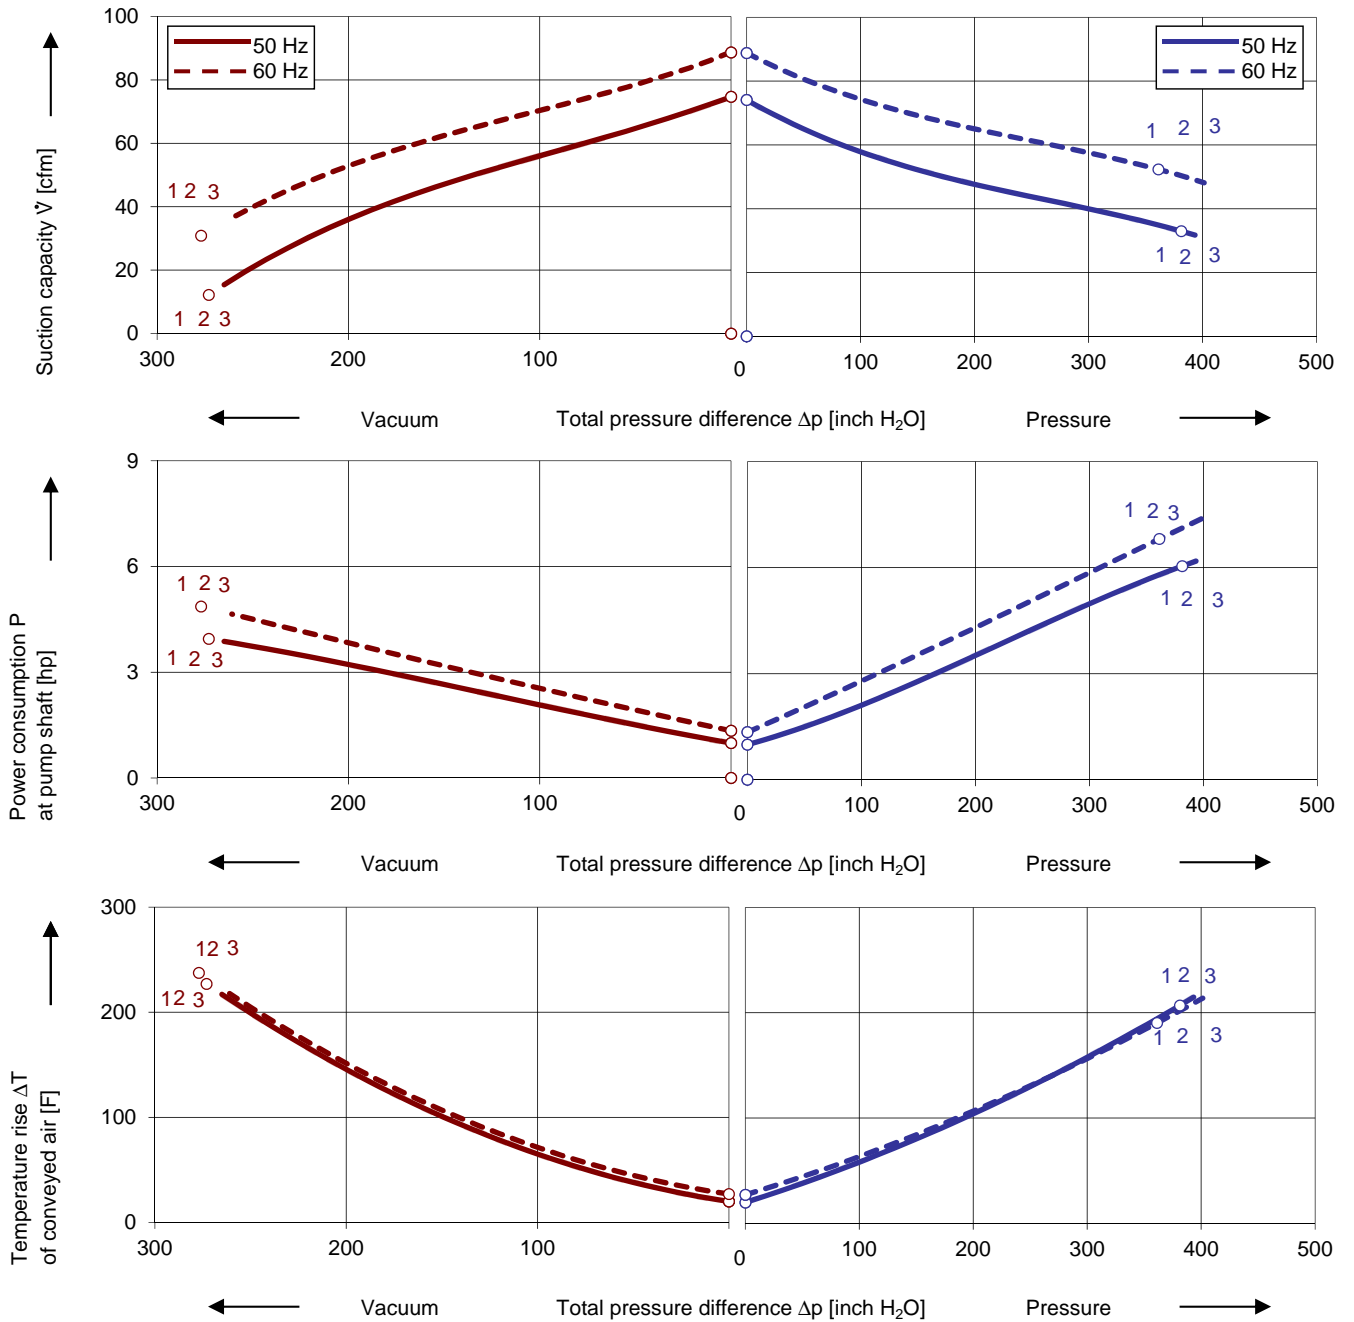 100
80
60
40
20
0
Suction capacity V̇ [cfm]
50 Hz
60 Hz
50 Hz
60 Hz
1 2 3
1 2 3
1 2 3
1 2 3
300 200 100 0 100 200 300 400 500
Vacuum Total pressure difference Δp [inch H₂O] Pressure
9
6
3
0
Power consumption P
at pump shaft [hp]
1 2 3
1 2 3
1 2 3
1 2 3
300 200 100 0 100 200 300 400 500
Vacuum Total pressure difference Δp [inch H₂O] Pressure
300
200
100
0
Temperature rise ΔT
of conveyed air [F]
12 3
12 3
1 2 3
1 2 3
300 200 100 0 100 200 300 400 500
Vacuum Total pressure difference Δp [inch H₂O] Pressure